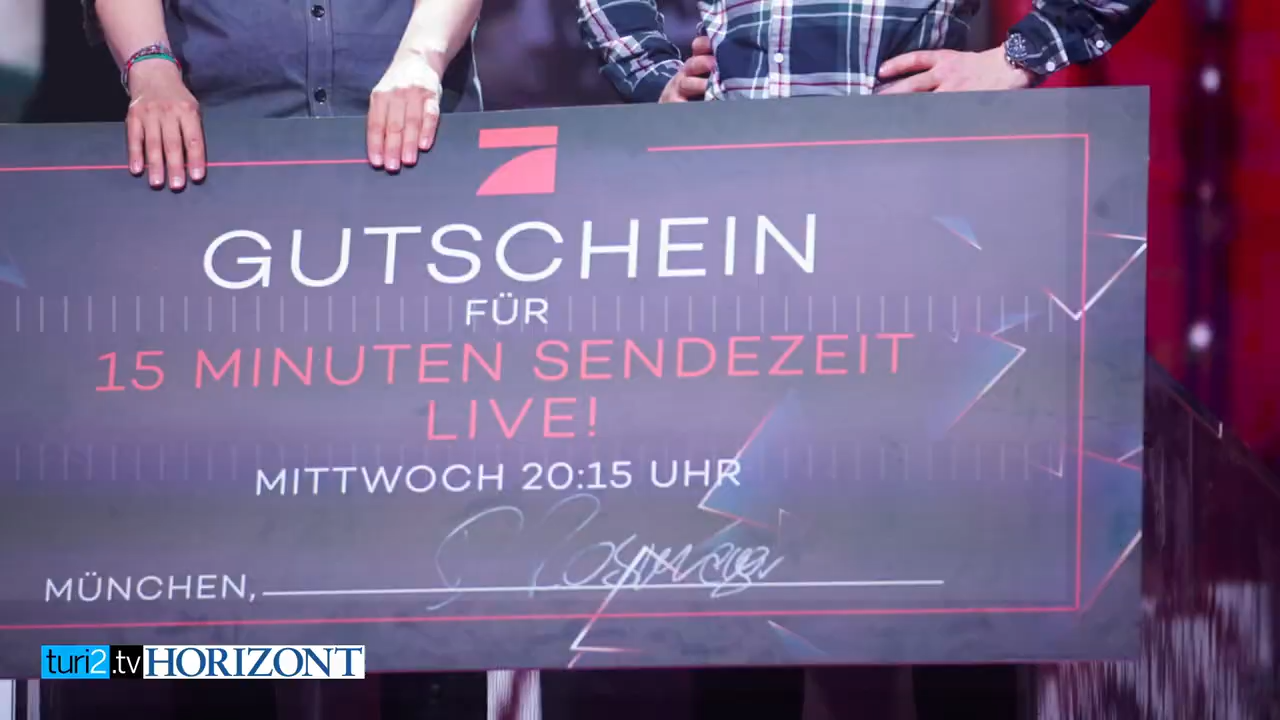 GUTSCHEIN
FÜR
15 MINUTEN SENDEZEIT
LIVE!
MITTWOCH 20:15 UHR
MÜNCHEN,
turi2.tv HORIZONT